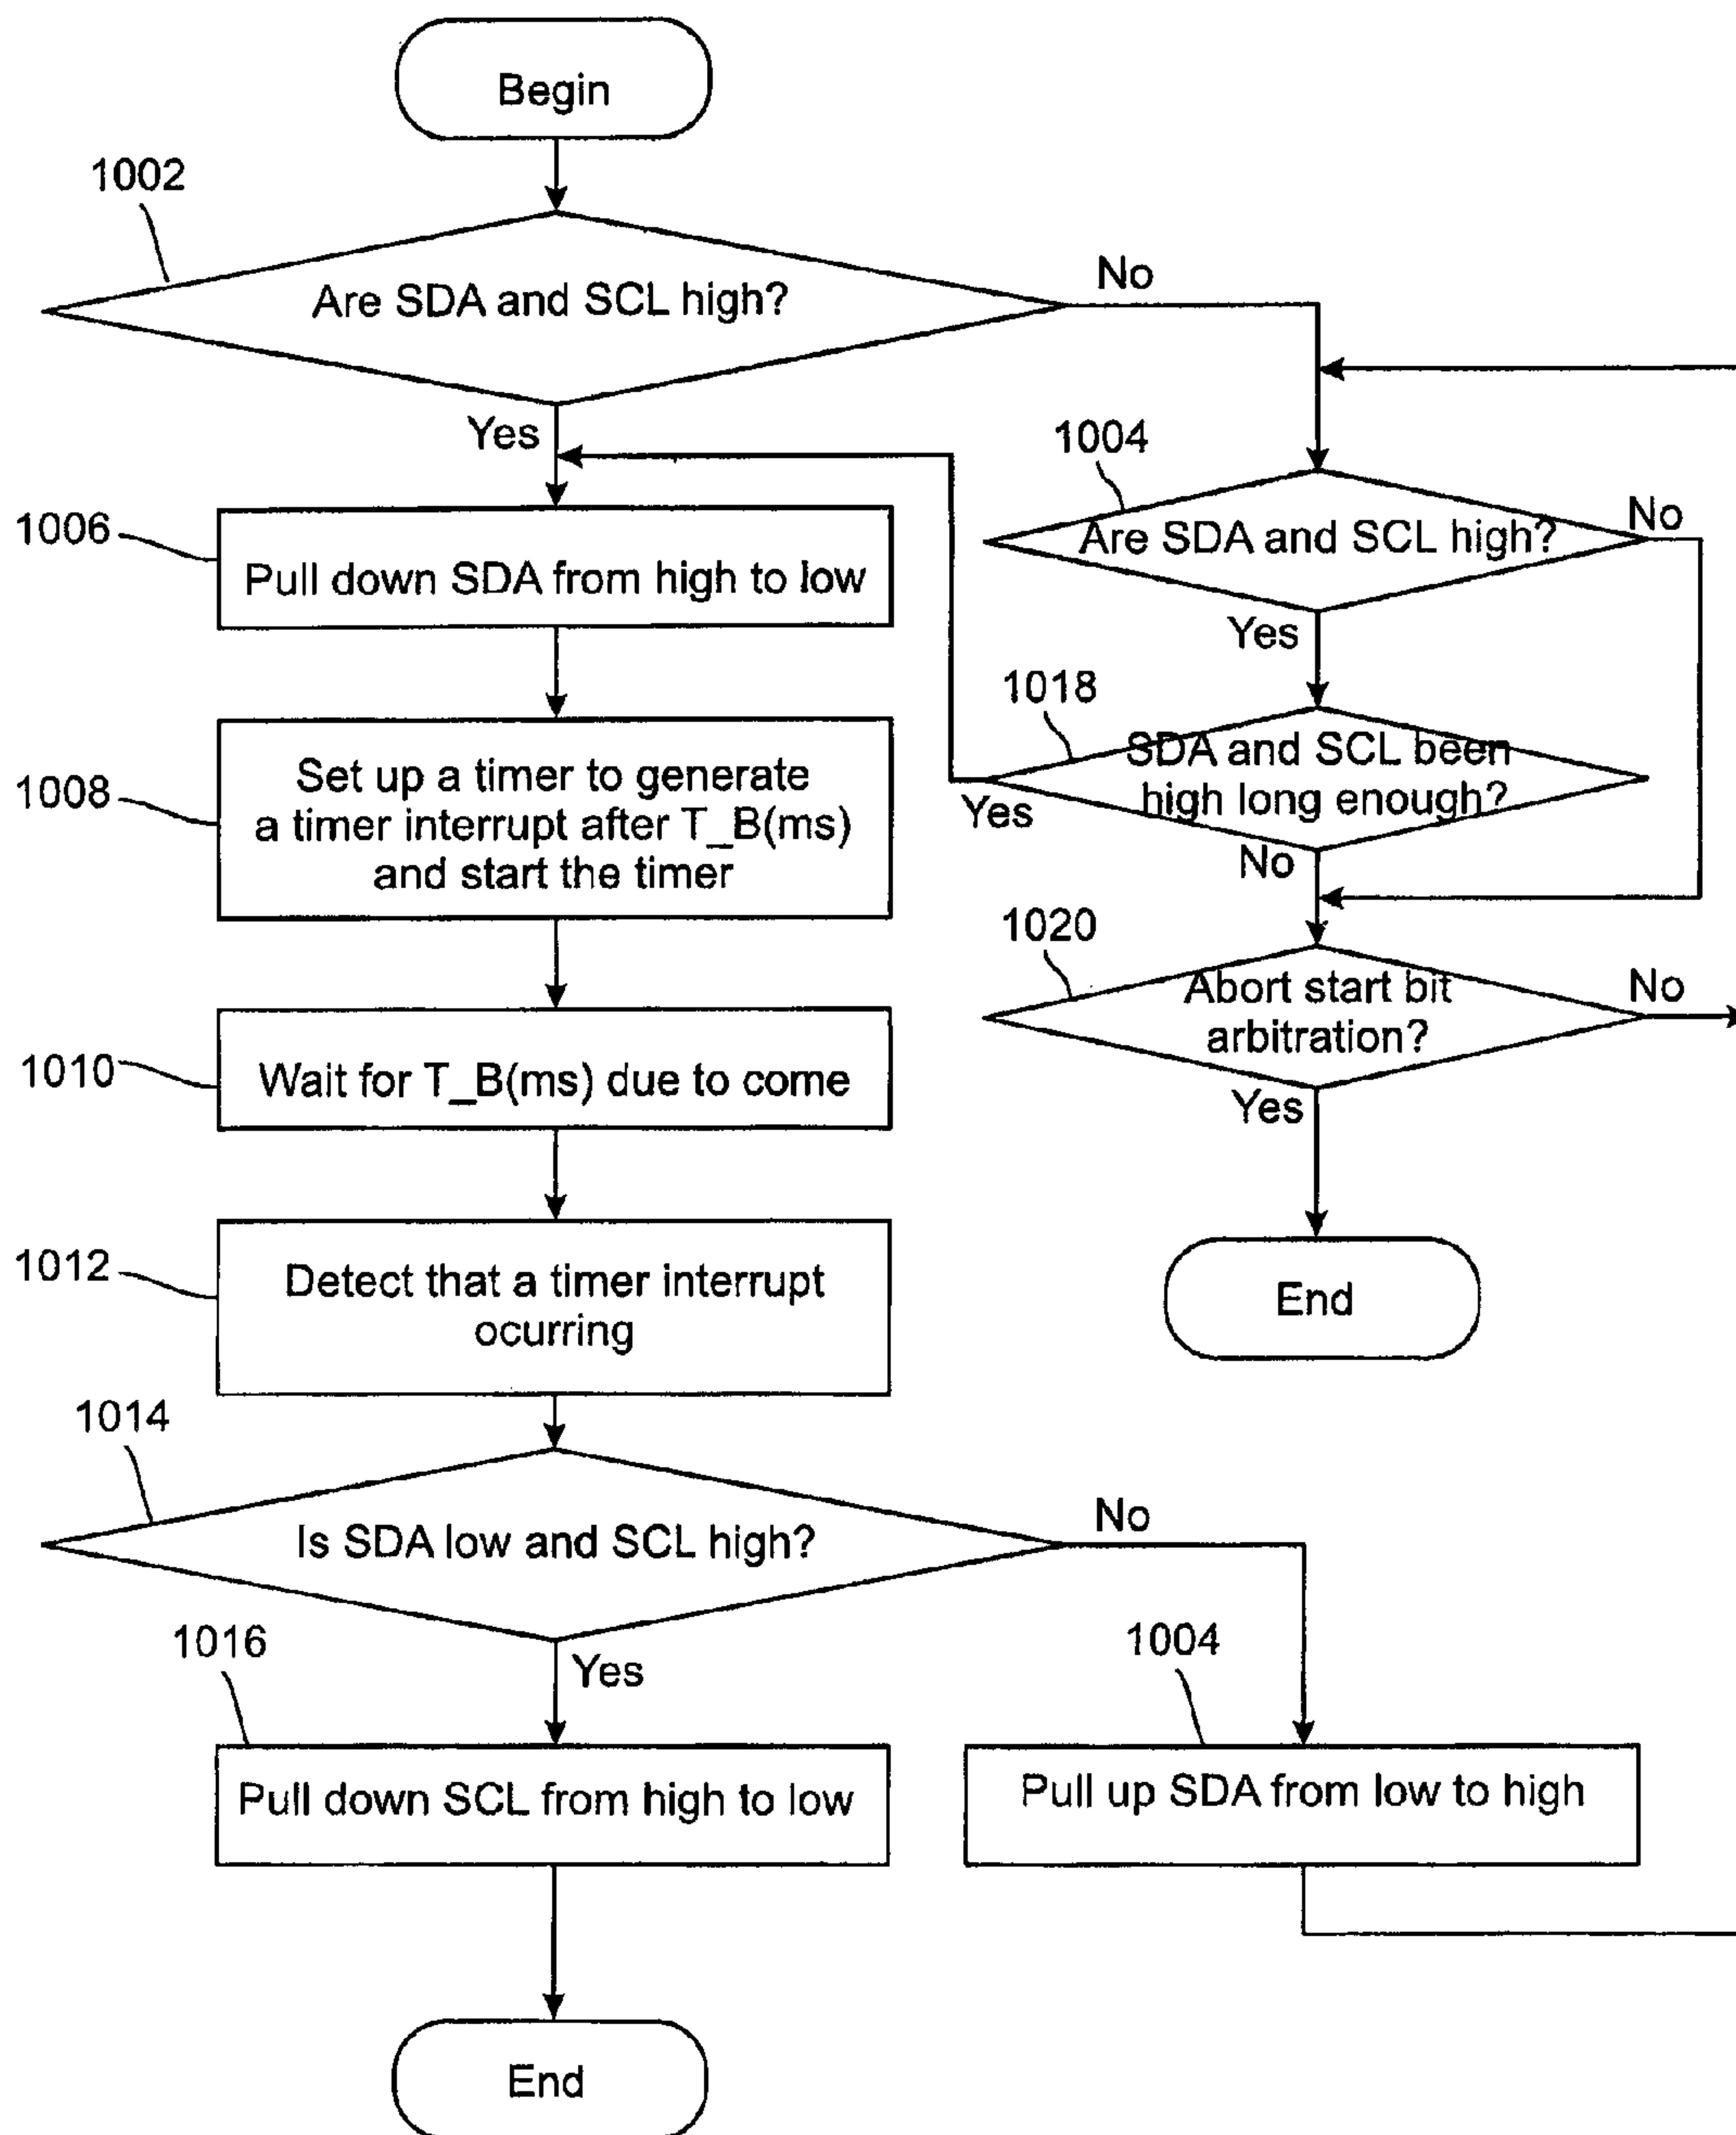 Begin
1002
Are SDA and SCL high?
No
Yes
1004
Are SDA and SCL high?
No
Yes
1006
Pull down SDA from high to low
1018
SDA and SCL been
high long enough?
Yes
No
1008
Set up a timer to generate
a timer interrupt after T_B(ms)
and start the timer
1020
Abort start bit
arbitration?
No
Yes
End
1010
Wait for T_B(ms) due to come
1012
Detect that a timer interrupt
ocurring
1014
Is SDA low and SCL high?
No
Yes
1016
Pull down SCL from high to low
1004
Pull up SDA from low to high
End